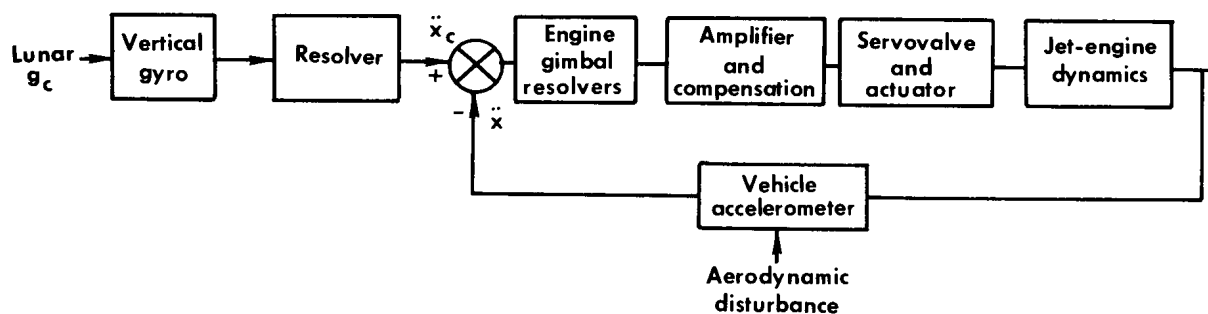 Lunar
g_c
Vertical
gyro
Resolver
ẍ_c
+
-
ẍ
Engine
gimbal
resolvers
Amplifier
and
compensation
Servovalve
and
actuator
Jet-engine
dynamics
Vehicle
accelerometer
Aerodynamic
disturbance